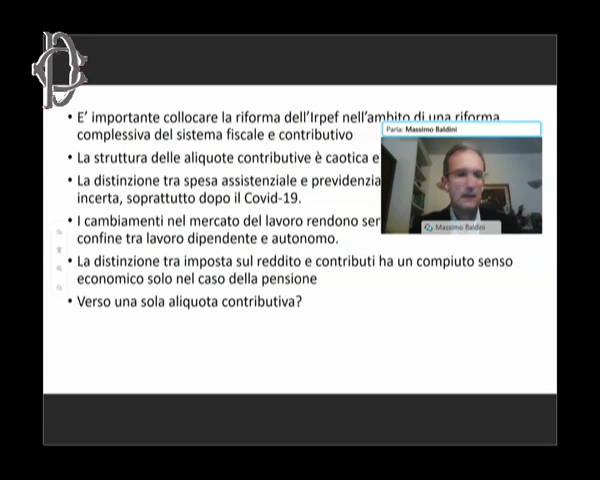 • E’ importante collocare la riforma dell’Irpef nell’ambito di una riforma
complessiva del sistema fiscale e contributivo
Parla: Massimo Baldini
• La struttura delle aliquote contributive è caotica e
• La distinzione tra spesa assistenziale e previdenzia
incerta, soprattutto dopo il Covid-19.
• I cambiamenti nel mercato del lavoro rendono ser
Massimo Baldini
confine tra lavoro dipendente e autonomo.
• La distinzione tra imposta sul reddito e contributi ha un compiuto senso
economico solo nel caso della pensione
• Verso una sola aliquota contributiva?